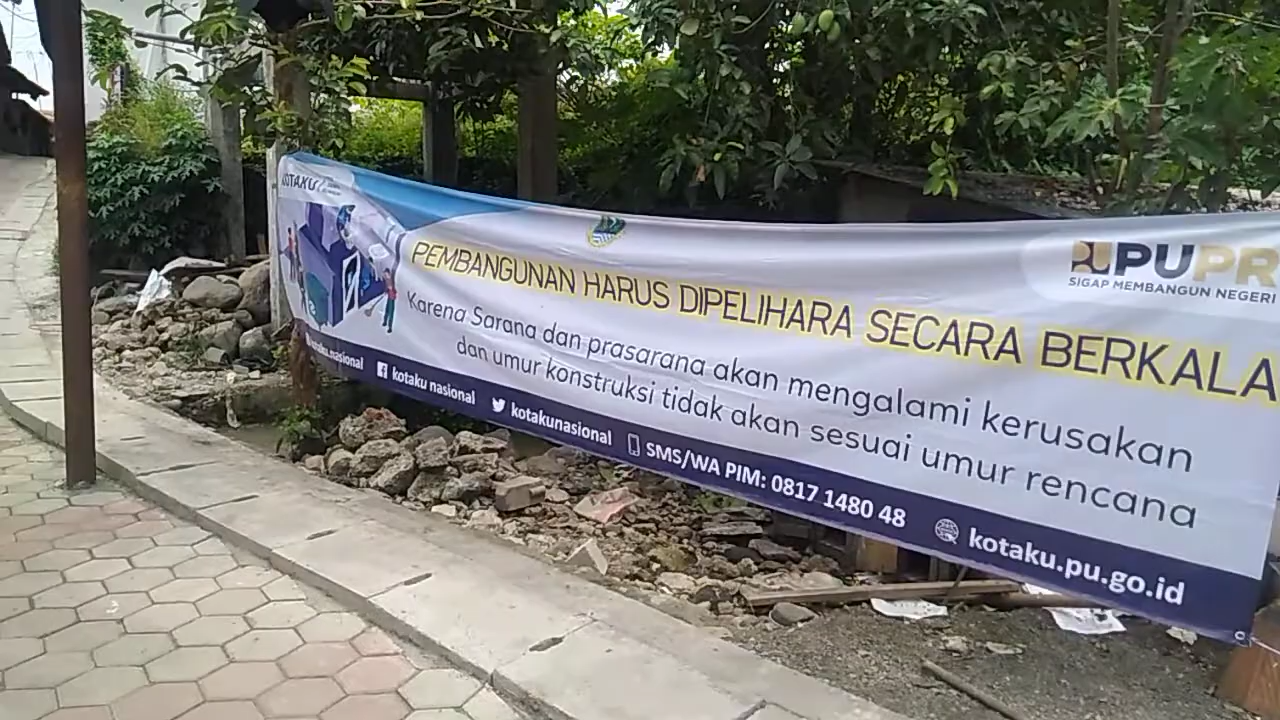 KOTAKU
PUPR
SIGAP MEMBANGUN NEGERI
PEMBANGUNAN HARUS DIPELIHARA SECARA BERKALA
Karena Sarana dan prasarana akan mengalami kerusakan
dan umur konstruksi tidak akan sesuai umur rencana
kotaku.nasional kotaku nasional kotakunasional SMS/WA PIM: 0817 1480 48 kotaku.pu.go.id